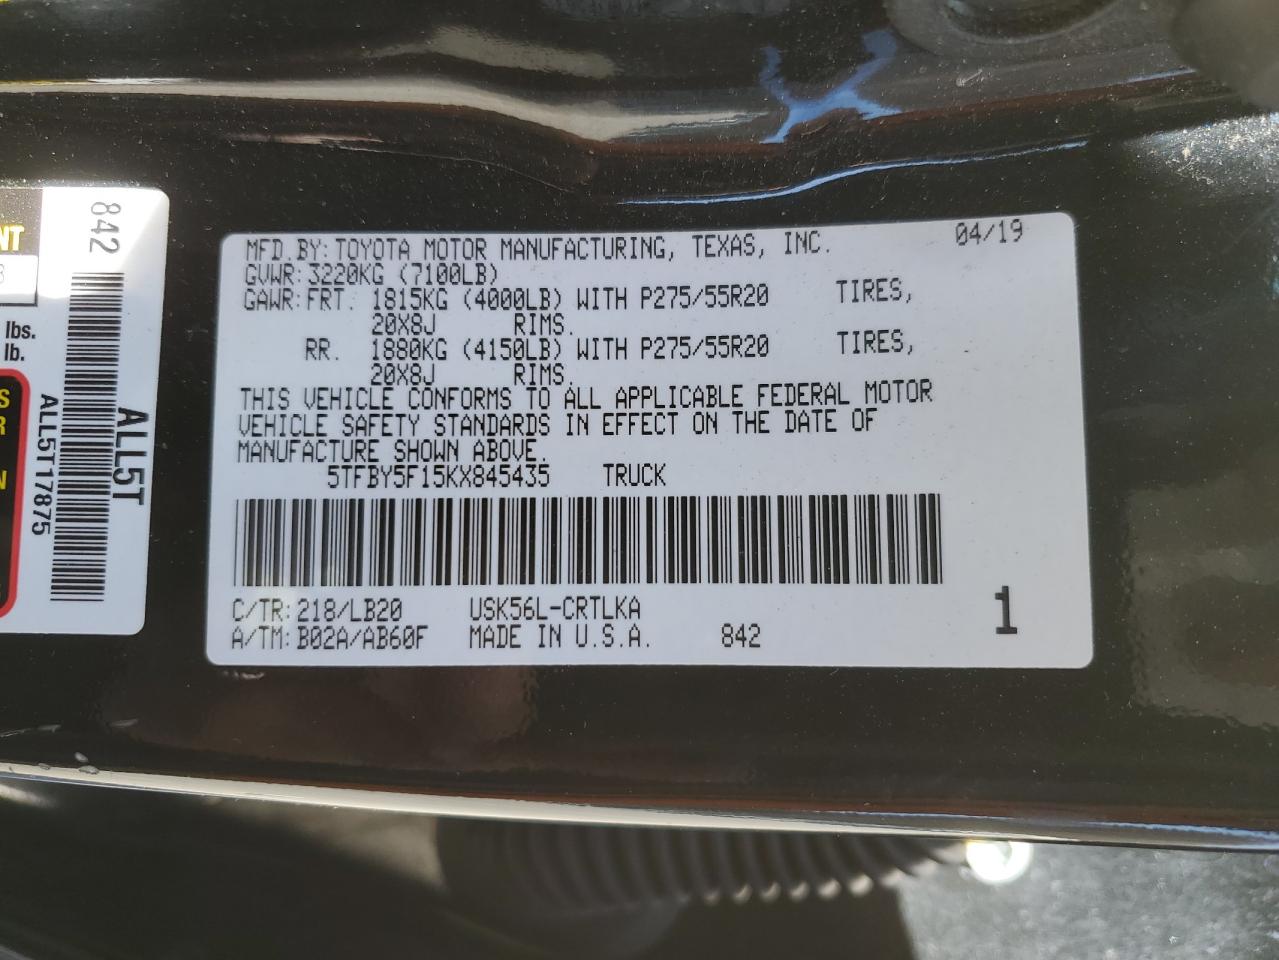 NT
lbs.
lb.
S
R
N
842
ALL5T
ALL5T17875
MFD.BY: TOYOTA MOTOR MANUFACTURING, TEXAS, INC. 04/19
GVWR: 3220KG (7100LB)
GAWR: FRT. 1815KG (4000LB) WITH P275/55R20 TIRES,
20X8J RIMS.
RR. 1880KG (4150LB) WITH P275/55R20 TIRES,
20X8J RIMS.
THIS VEHICLE CONFORMS TO ALL APPLICABLE FEDERAL MOTOR
VEHICLE SAFETY STANDARDS IN EFFECT ON THE DATE OF
MANUFACTURE SHOWN ABOVE.
5TFBY5F15KX845435 TRUCK
C/TR: 218/LB20 USK56L-CRTLKA
A/TM: B02A/AB60F MADE IN U.S.A. 842
1